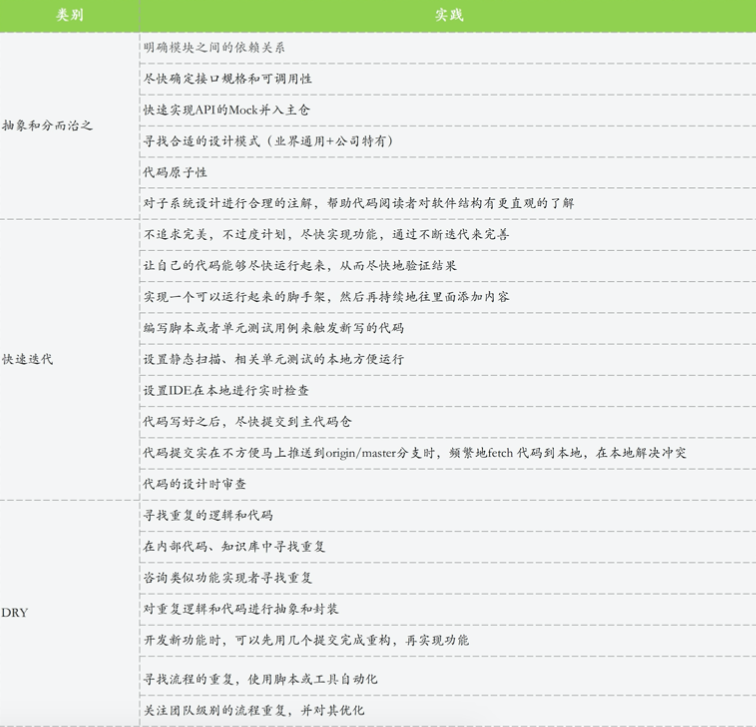 类别 实践
明确模块之间的依赖关系
尽快确定接口规格和可调用性
快速实现API的Mock并入主仓
抽象和分而治之
寻找合适的设计模式（业界通用+公司特有）
代码原子性
对子系统设计进行合理的注解，帮助代码阅读者对软件结构有更直观的了解
不追求完美，不过度计划，尽快实现功能，通过不断迭代来完善
让自己的代码能够尽快运行起来，从而尽快地验证结果
实现一个可以运行起来的脚手架，然后再持续地往里面添加内容
编写脚本或者单元测试用例来触发新写的代码
快速迭代
设置静态扫描、相关单元测试的本地方便运行
设置IDE在本地进行实时检查
代码写好之后，尽快提交到主代码仓
代码提交实在不方便马上推送到origin/master分支时，频繁地fetch 代码到本地，在本地解决冲突
代码的设计时审查
寻找重复的逻辑和代码
在内部代码、知识库中寻找重复
咨询类似功能实现者寻找重复
DRY
对重复逻辑和代码进行抽象和封装
开发新功能时，可以先用几个提交完成重构，再实现功能
寻找流程的重复，使用脚本或工具自动化
关注团队级别的流程重复，并对其优化